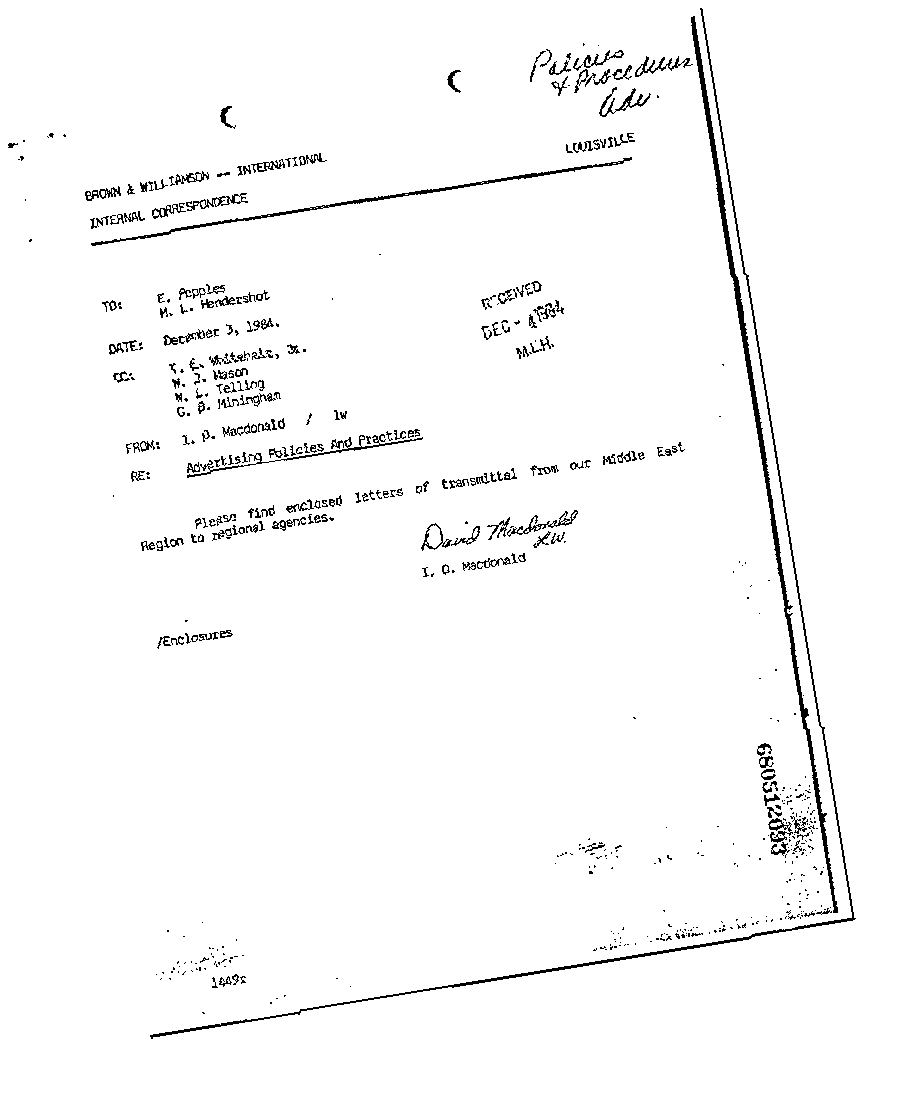 Policies
& Procedures
Adv.
LOUISVILLE
BROWN & WILLIAMSON -- INTERNATIONAL
INTERNAL CORRESPONDENCE
TO: E. Pepples
M. L. Hendershot
RECEIVED
DEC - 4 1984
M.L.H.
DATE: December 3, 1984.
CC: T. E. Whitehair, Jr.
W. J. Mason
N. L. Telling
G. B. Miningham
FROM: I. D. Macdonald / lw
RE: Advertising Policies And Practices
Please find enclosed letters of transmittal from our Middle East
Region to regional agencies.
David Macdonald
LW.
I. D. Macdonald
/Enclosures
680512093